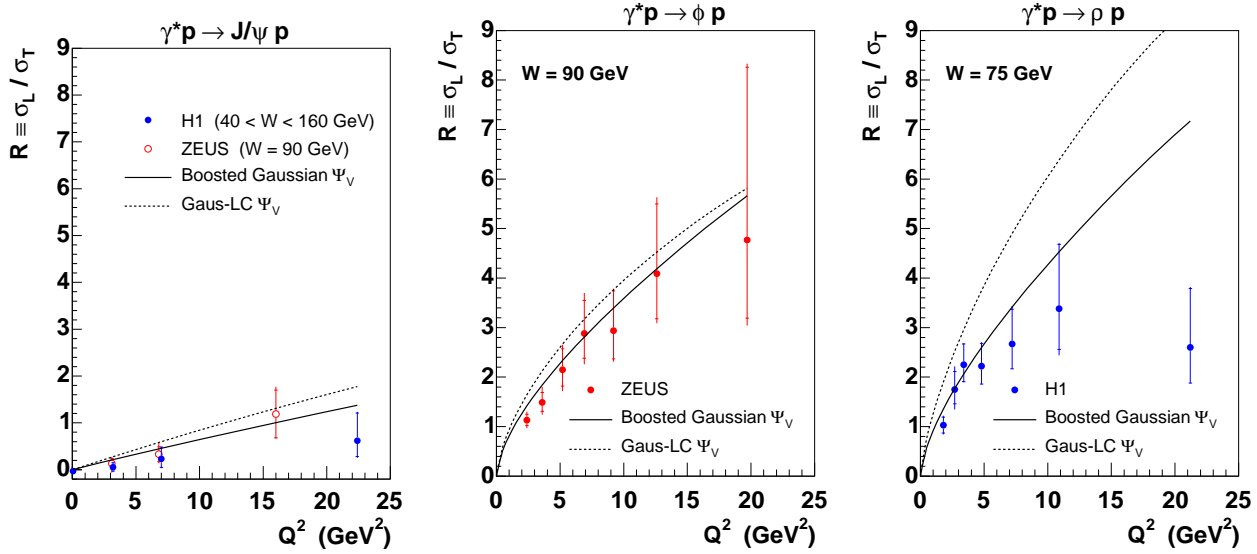 γ*p → J/ψ p
R ≡ σL / σT
9
8
7
6
5
4
3
2
1
0
H1 (40 < W < 160 GeV)
ZEUS (W = 90 GeV)
Boosted Gaussian ΨV
Gaus-LC ΨV
0 5 10 15 20 25
Q² (GeV²)
γ*p → ϕ p
R ≡ σL / σT
9
8
7
6
5
4
3
2
1
0
W = 90 GeV
ZEUS
Boosted Gaussian ΨV
Gaus-LC ΨV
0 5 10 15 20 25
Q² (GeV²)
γ*p → ρ p
R ≡ σL / σT
9
8
7
6
5
4
3
2
1
0
W = 75 GeV
H1
Boosted Gaussian ΨV
Gaus-LC ΨV
0 5 10 15 20 25
Q² (GeV²)